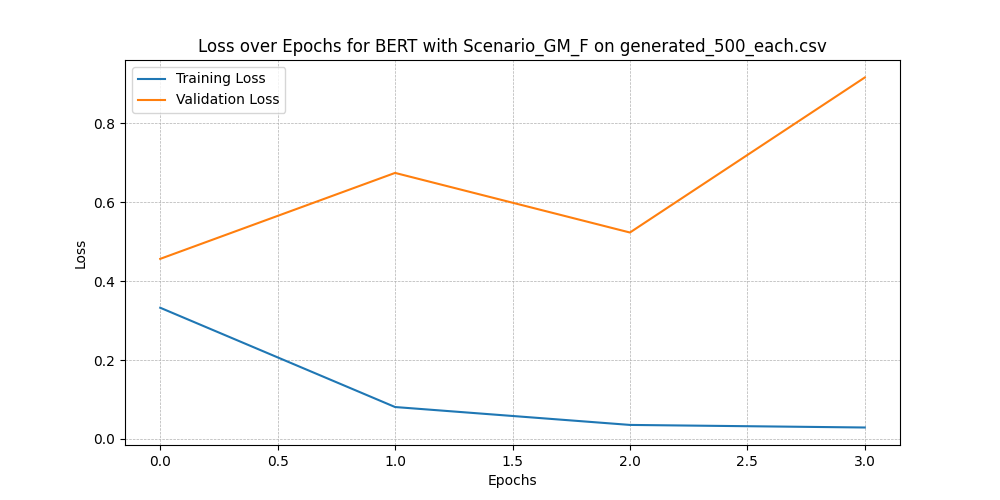 Loss over Epochs for BERT with Scenario_GM_F on generated_500_each.csv
Training Loss
Validation Loss
0.8
0.6
0.4
0.2
0.0
Loss
0.0 0.5 1.0 1.5 2.0 2.5 3.0
Epochs